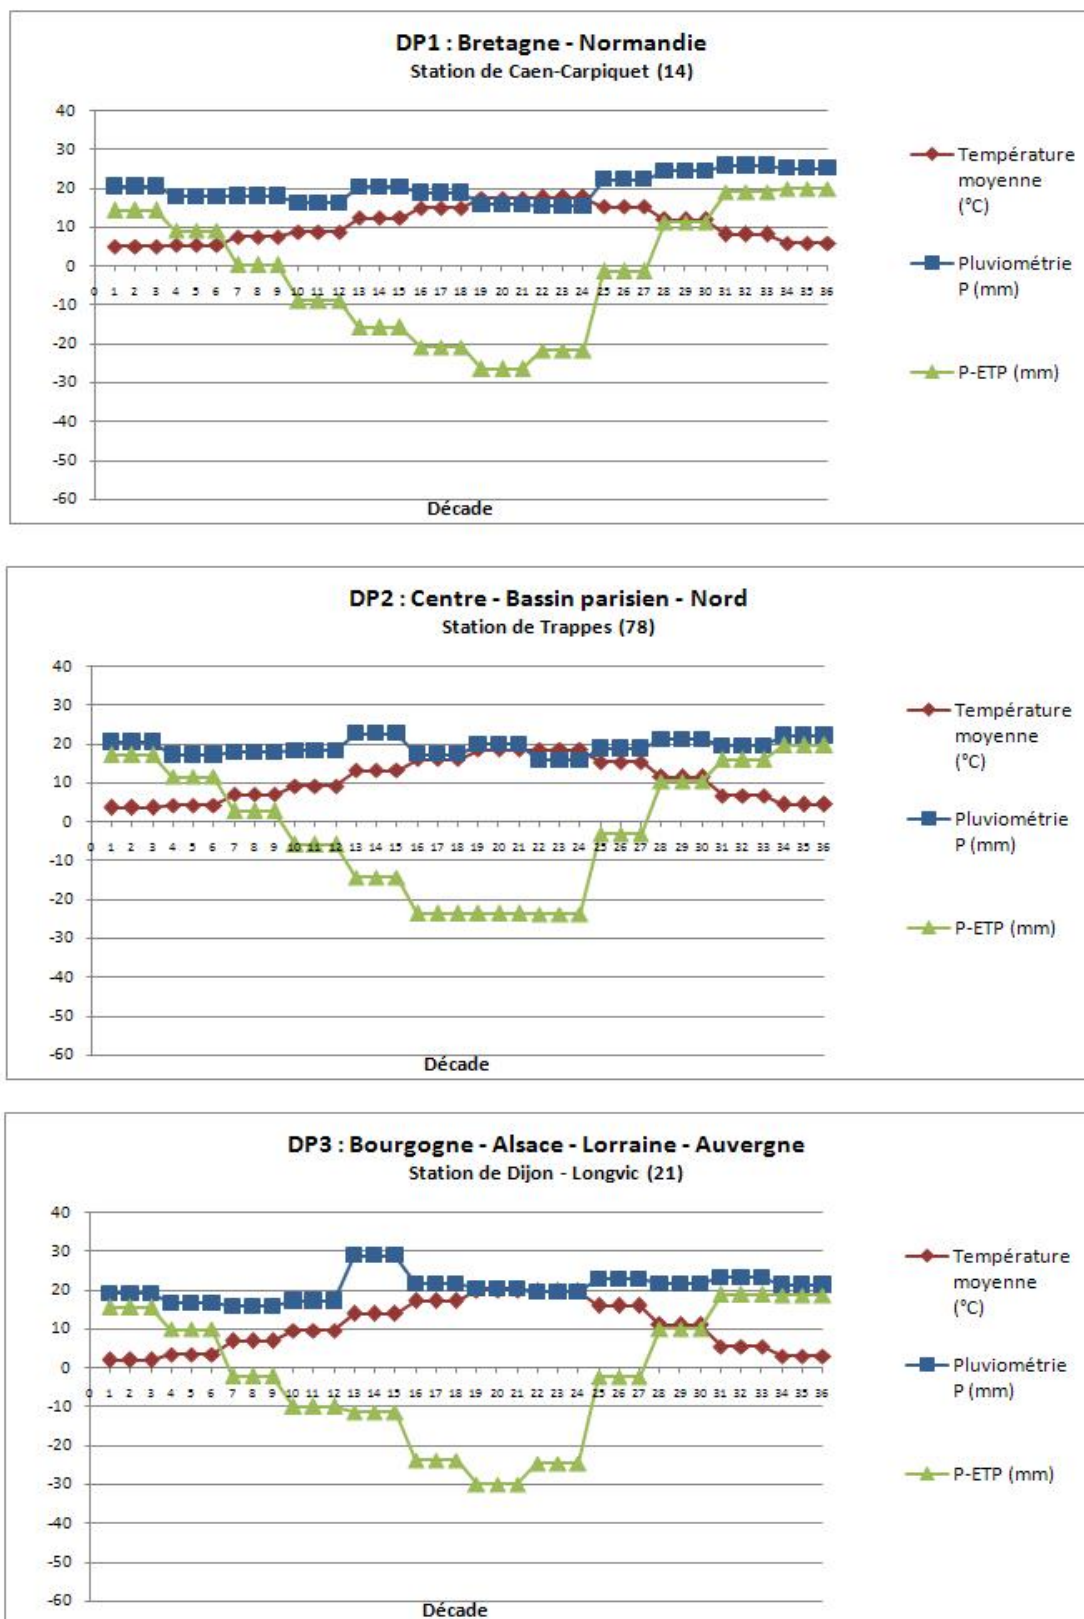 DP1 : Bretagne - Normandie
Station de Caen-Carpiquet (14)
40
30
20
10
0
-10
-20
-30
-40
-50
-60
0 1 2 3 4 5 6 7 8 9 10 11 12 13 14 15 16 17 18 19 20 21 22 23 24 25 26 27 28 29 30 31 32 33 34 35 36
Décade
Température
moyenne
(°C)
Pluviométrie
P (mm)
P-ETP (mm)
DP2 : Centre - Bassin parisien - Nord
Station de Trappes (78)
40
30
20
10
0
-10
-20
-30
-40
-50
-60
0 1 2 3 4 5 6 7 8 9 10 11 12 13 14 15 16 17 18 19 20 21 22 23 24 25 26 27 28 29 30 31 32 33 34 35 36
Décade
Température
moyenne
(°C)
Pluviométrie
P (mm)
P-ETP (mm)
DP3 : Bourgogne - Alsace - Lorraine - Auvergne
Station de Dijon - Longvic (21)
40
30
20
10
0
-10
-20
-30
-40
-50
-60
0 1 2 3 4 5 6 7 8 9 10 11 12 13 14 15 16 17 18 19 20 21 22 23 24 25 26 27 28 29 30 31 32 33 34 35 36
Décade
Température
moyenne
(°C)
Pluviométrie
P (mm)
P-ETP (mm)